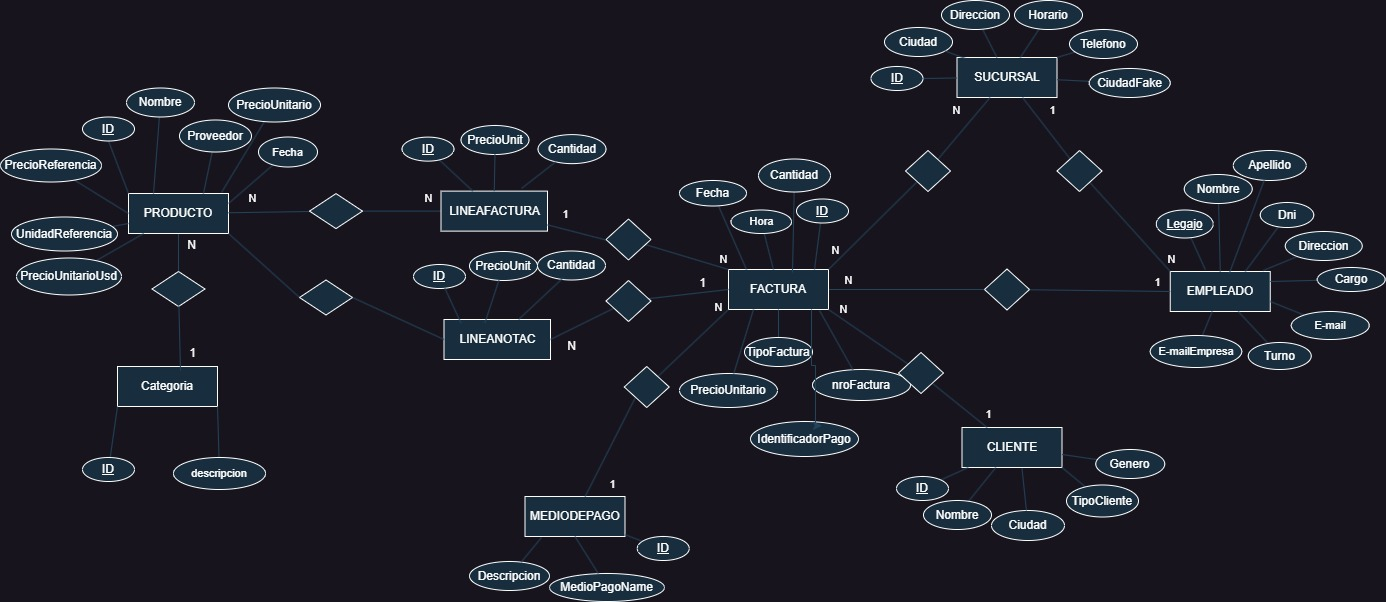 Direccion
Horario
Ciudad
Telefono
ID
SUCURSAL
CiudadFake
N
1
Nombre
PrecioUnitario
ID
Proveedor
PrecioReferencia
Fecha
PRODUCTO
N
UnidadReferencia
PrecioUnitarioUsd
N
1
Categoria
ID
descripcion
ID
PrecioUnit
Cantidad
N
LINEAFACTURA
1
ID
PrecioUnit
Cantidad
LINEANOTAC
N
Fecha
Cantidad
Hora
ID
N
N
1
FACTURA
N
N
N
TipoFactura
PrecioUnitario
nroFactura
IdentificadorPago
Apellido
Nombre
Legajo
Dni
Direccion
N
1
EMPLEADO
Cargo
E-mail
E-mailEmpresa
Turno
1
CLIENTE
Genero
ID
TipoCliente
Nombre
Ciudad
1
MEDIODEPAGO
ID
Descripcion
MedioPagoName